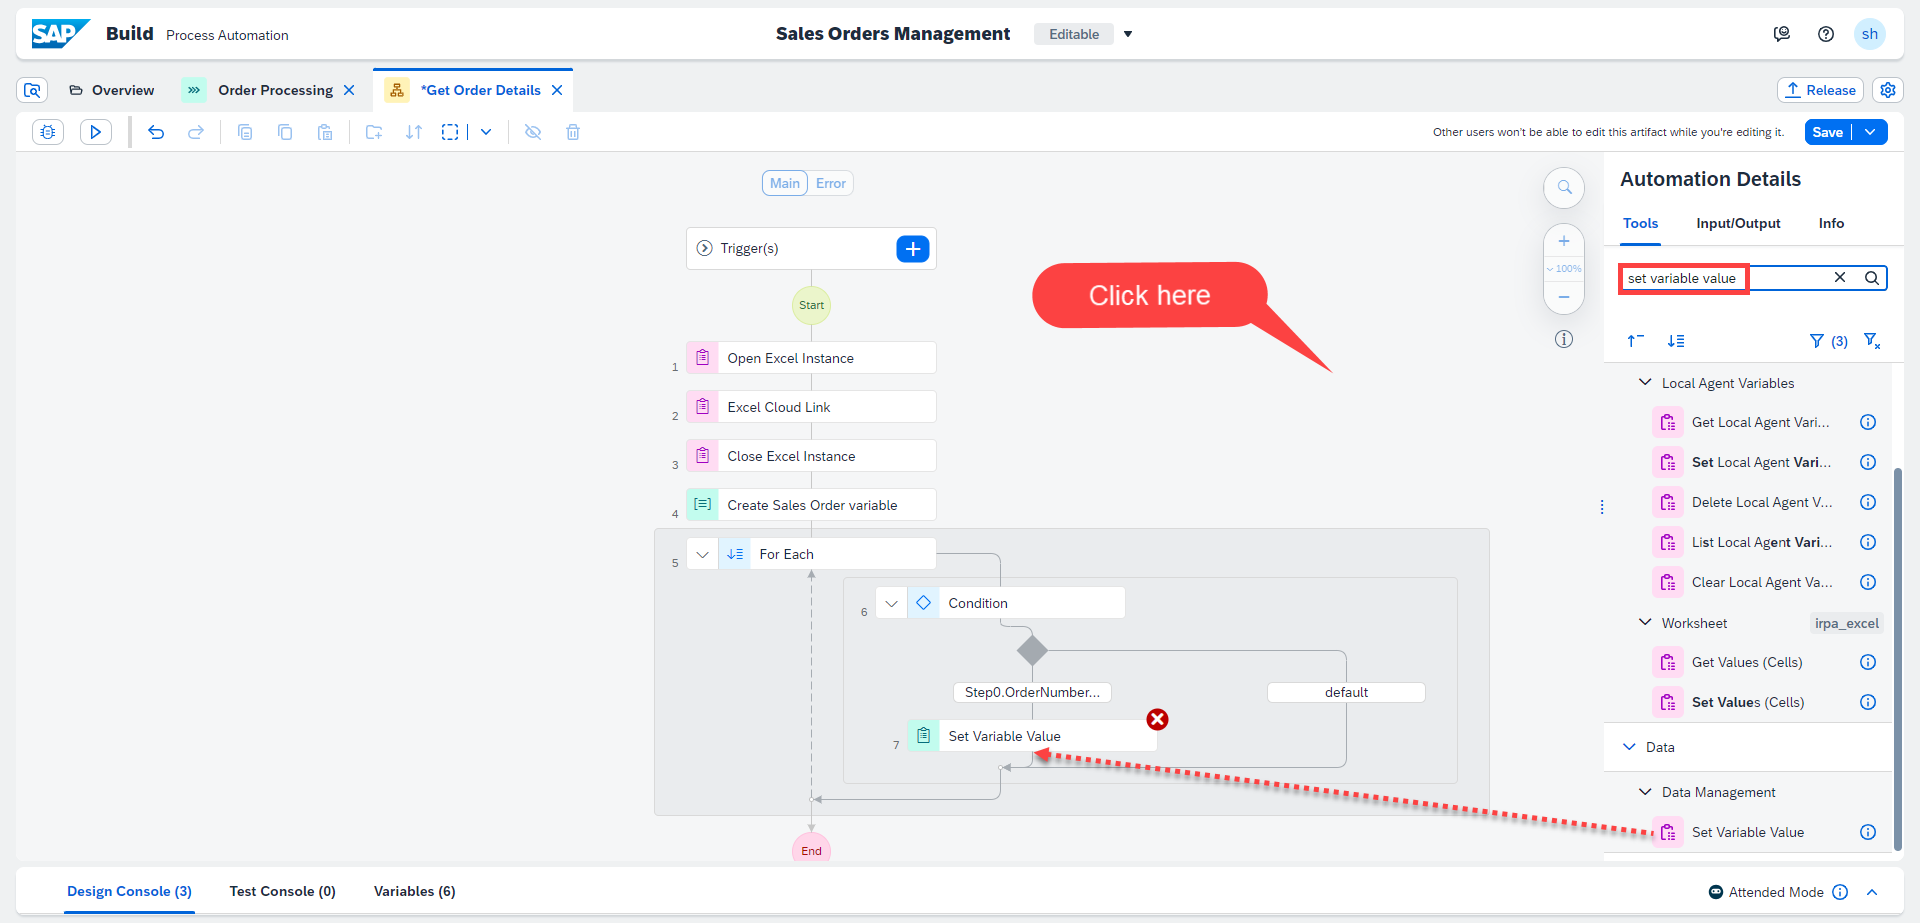 SAP Build Process Automation
Sales Orders Management
Editable
sh
Overview
Order Processing
*Get Order Details
Release
Other users won't be able to edit this artifact while you're editing it.
Save
Main
Error
Trigger(s)
Start
1
Open Excel Instance
2
Excel Cloud Link
3
Close Excel Instance
4
Create Sales Order variable
5
For Each
6
Condition
Step0.OrderNumber...
default
7
Set Variable Value
End
Click here
100%
Automation Details
Tools
Input/Output
Info
set variable value
(3)
Local Agent Variables
Get Local Agent Vari...
Set Local Agent Vari...
Delete Local Agent V...
List Local Agent Vari...
Clear Local Agent Va...
Worksheet
irpa_excel
Get Values (Cells)
Set Values (Cells)
Data
Data Management
Set Variable Value
Design Console (3)
Test Console (0)
Variables (6)
Attended Mode